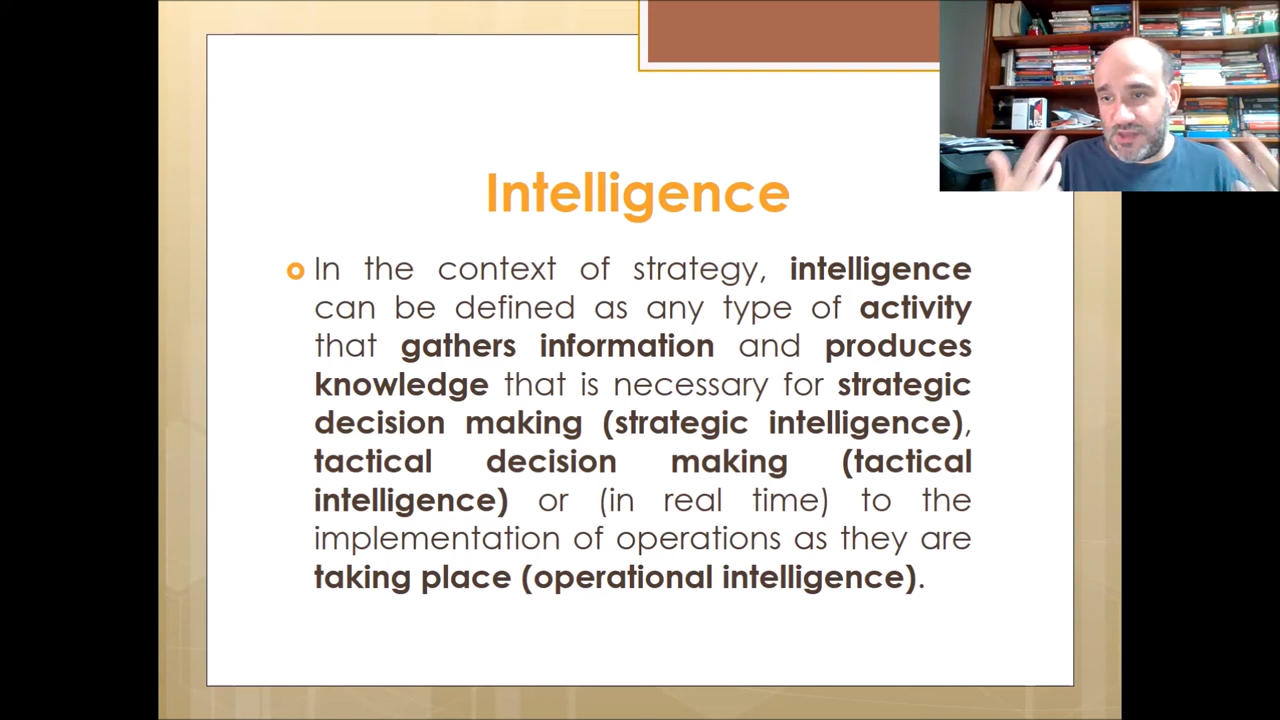 Intelligence
In the context of strategy, intelligence
can be defined as any type of activity
that gathers information and produces
knowledge that is necessary for strategic
decision making (strategic intelligence),
tactical decision making (tactical
intelligence) or (in real time) to the
implementation of operations as they are
taking place (operational intelligence).